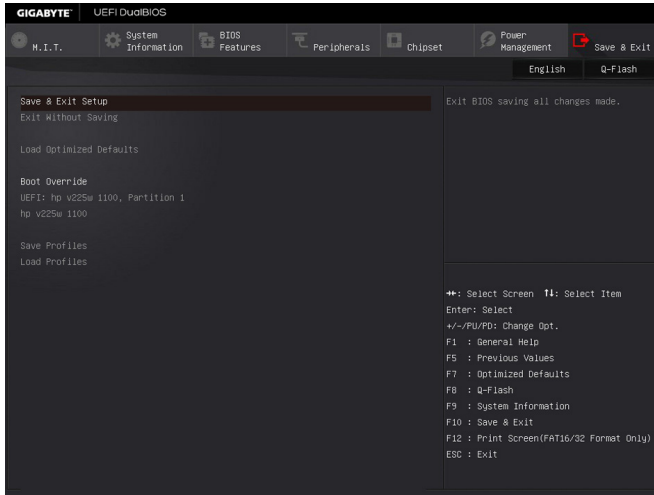 GIGABYTE™ UEFI DualBIOS
M.I.T.
System Information
BIOS Features
Peripherals
Chipset
Power Management
Save & Exit
English Q-Flash
Save & Exit Setup
Exit Without Saving
Load Optimized Defaults
Boot Override
UEFI: hp v225w 1100, Partition 1
hp v225w 1100
Save Profiles
Load Profiles
Exit BIOS saving all changes made.
→←: Select Screen ↑↓: Select Item
Enter: Select
+/-/PU/PD: Change Opt.
F1 : General Help
F5 : Previous Values
F7 : Optimized Defaults
F8 : Q-Flash
F9 : System Information
F10 : Save & Exit
F12 : Print Screen(FAT16/32 Format Only)
ESC : Exit